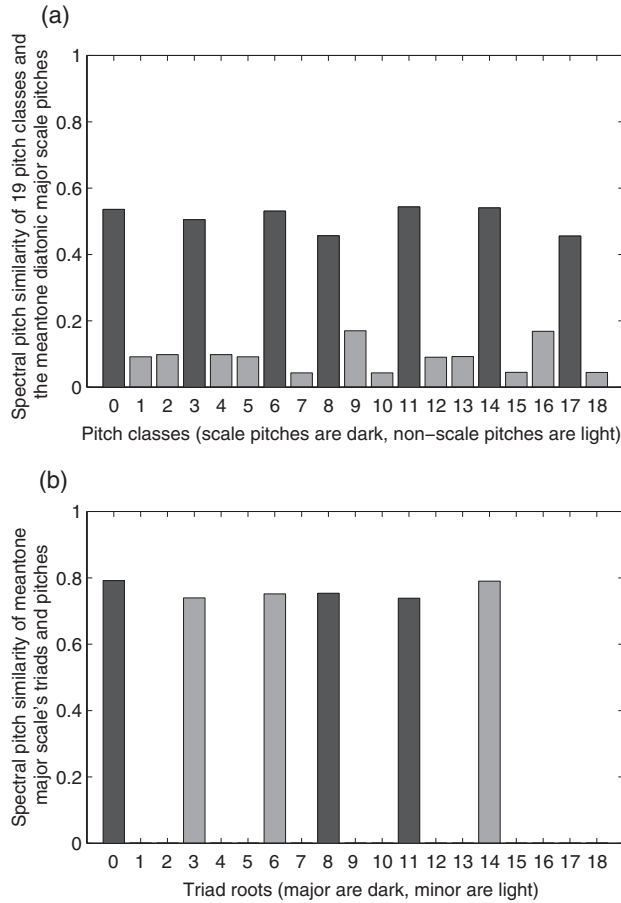 (a)
Spectral pitch similarity of 19 pitch classes and
the meantone diatonic major scale pitches
1
0.8
0.6
0.4
0.2
0
0 1 2 3 4 5 6 7 8 9 10 11 12 13 14 15 16 17 18
Pitch classes (scale pitches are dark, non−scale pitches are light)
(b)
Spectral pitch similarity of meantone
major scale's triads and pitches
1
0.8
0.6
0.4
0.2
0
0 1 2 3 4 5 6 7 8 9 10 11 12 13 14 15 16 17 18
Triad roots (major are dark, minor are light)